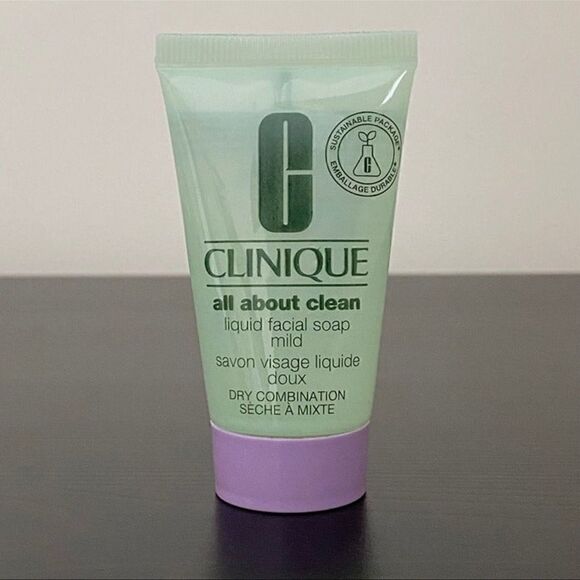 C
SUSTAINABLE PACKAGE*
C
EMBALLAGE DURABLE*
CLINIQUE
all about clean
liquid facial soap
mild
savon visage liquide
doux
DRY COMBINATION
SÈCHE À MIXTE